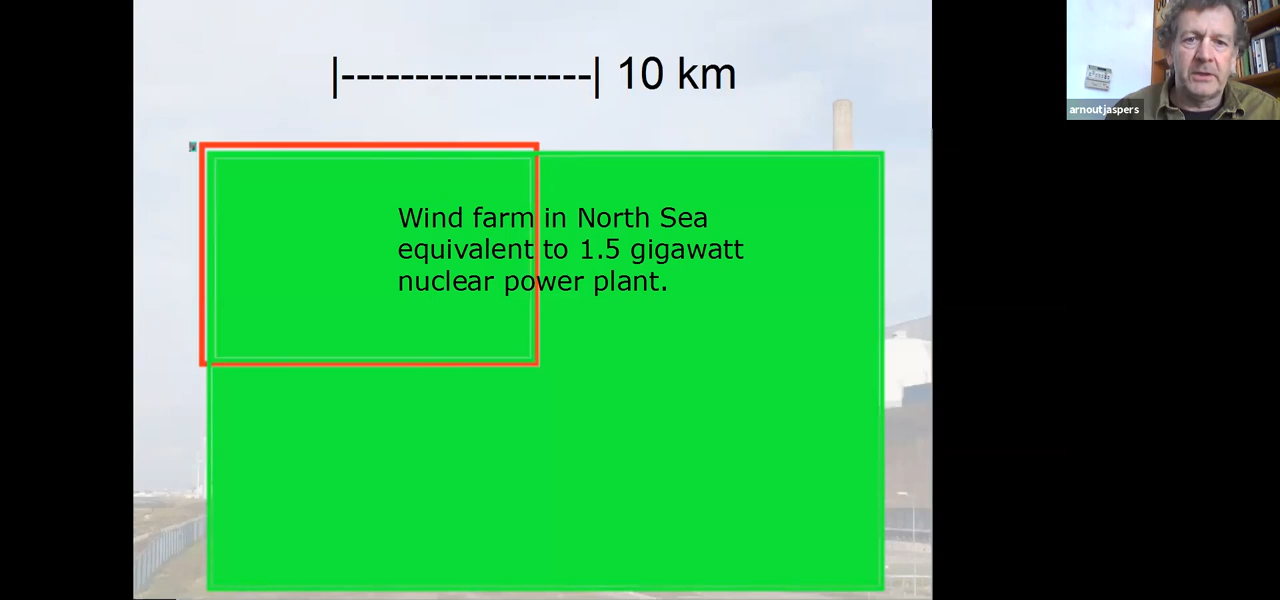 |-----------------| 10 km
arnoutjaspers
Wind farm in North Sea
equivalent to 1.5 gigawatt
nuclear power plant.